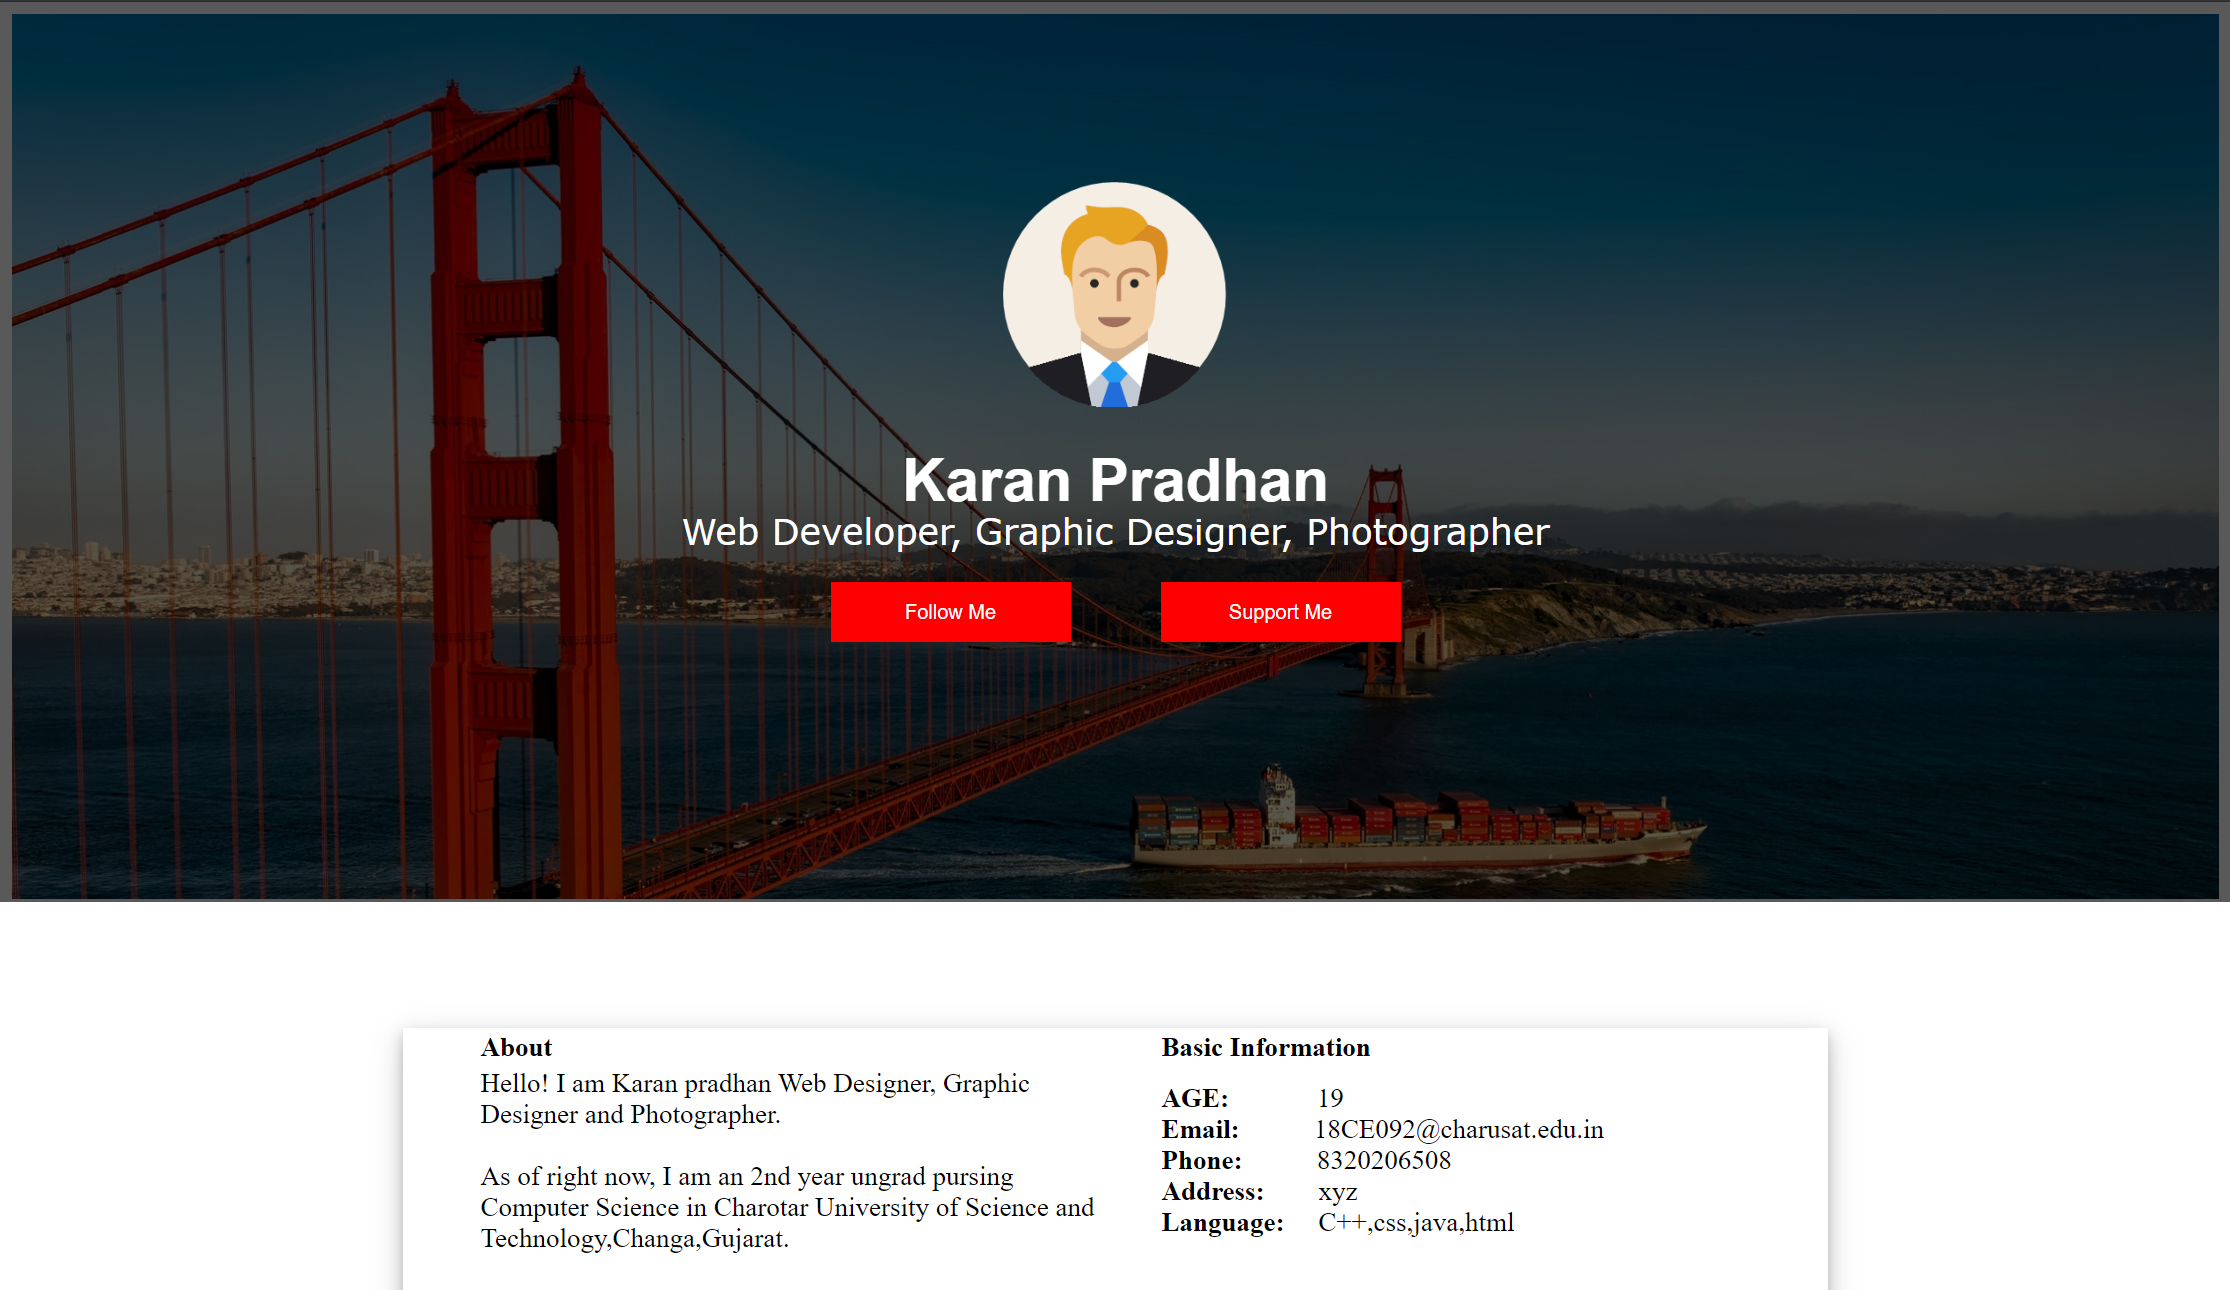 Karan Pradhan
Web Developer, Graphic Designer, Photographer
Follow Me
Support Me
About
Hello! I am Karan pradhan Web Designer, Graphic
Designer and Photographer.
As of right now, I am an 2nd year ungrad pursing
Computer Science in Charotar University of Science and
Technology,Changa,Gujarat.
Basic Information
AGE: 19
Email: 18CE092@charusat.edu.in
Phone: 8320206508
Address: xyz
Language: C++,css,java,html